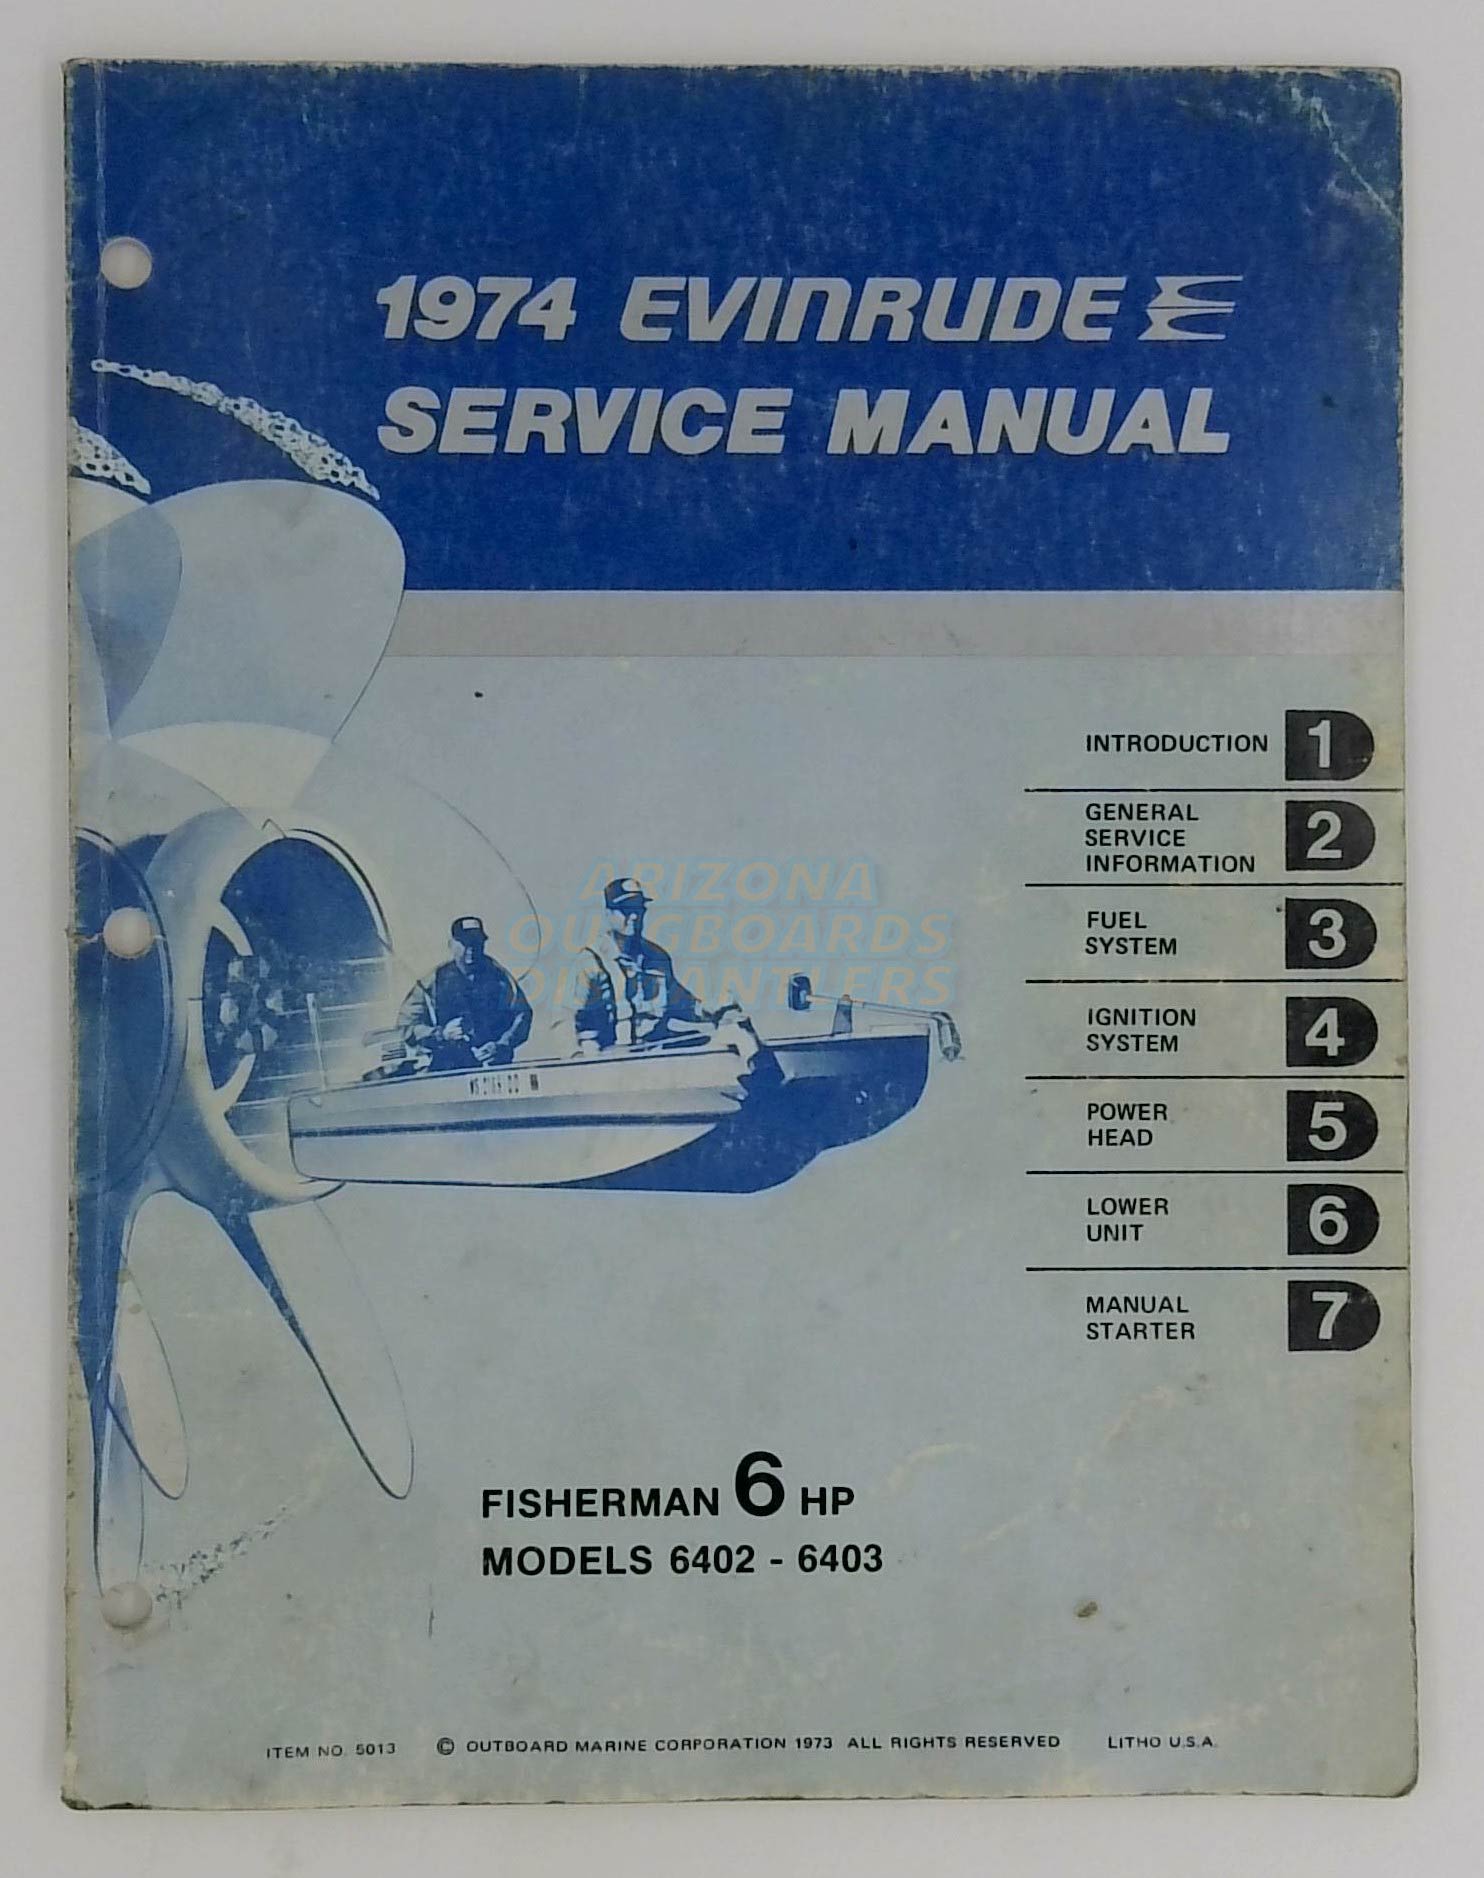 1974 EVINRUDE
SERVICE MANUAL
INTRODUCTION 1
GENERAL
SERVICE
INFORMATION
2
FUEL
SYSTEM
3
IGNITION
SYSTEM
4
POWER
HEAD
5
LOWER
UNIT
6
MANUAL
STARTER
7
ARIZONA
OUTBOARDS
DISMANTLERS
FISHERMAN 6 HP
MODELS 6402 - 6403
ITEM NO. 5013 © OUTBOARD MARINE CORPORATION 1973 ALL RIGHTS RESERVED LITHO U.S.A.